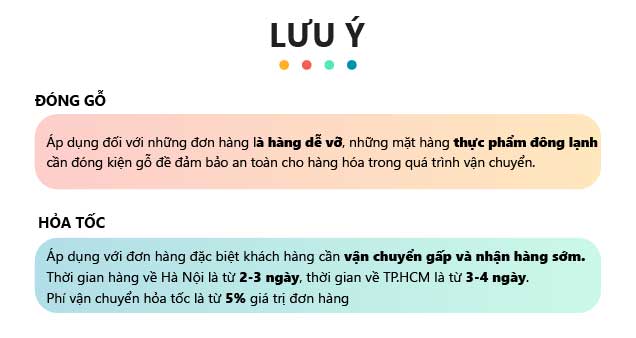 LƯU Ý
ĐÓNG GỖ
Áp dụng đối với những đơn hàng là hàng dễ vỡ, những mặt hàng thực phẩm đông lạnh
cần đóng kiện gỗ đề đảm bảo an toàn cho hàng hóa trong quá trình vận chuyển.
HỎA TỐC
Áp dụng với đơn hàng đặc biệt khách hàng cần vận chuyển gấp và nhận hàng sớm.
Thời gian hàng về Hà Nội là từ 2-3 ngày, thời gian về TP.HCM là từ 3-4 ngày.
Phí vận chuyển hỏa tốc là từ 5% giá trị đơn hàng